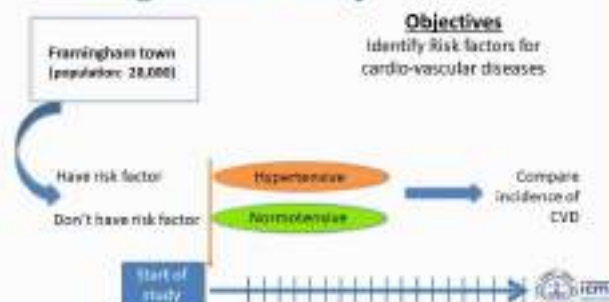 Objectives
Identify Risk factors for
cardio-vascular diseases
Framingham town
(population: 28,000)
Have risk factor
Hypertensive
Don't have risk factor
Normotensive
Compare
incidence of
CVD
Start of
study
icm